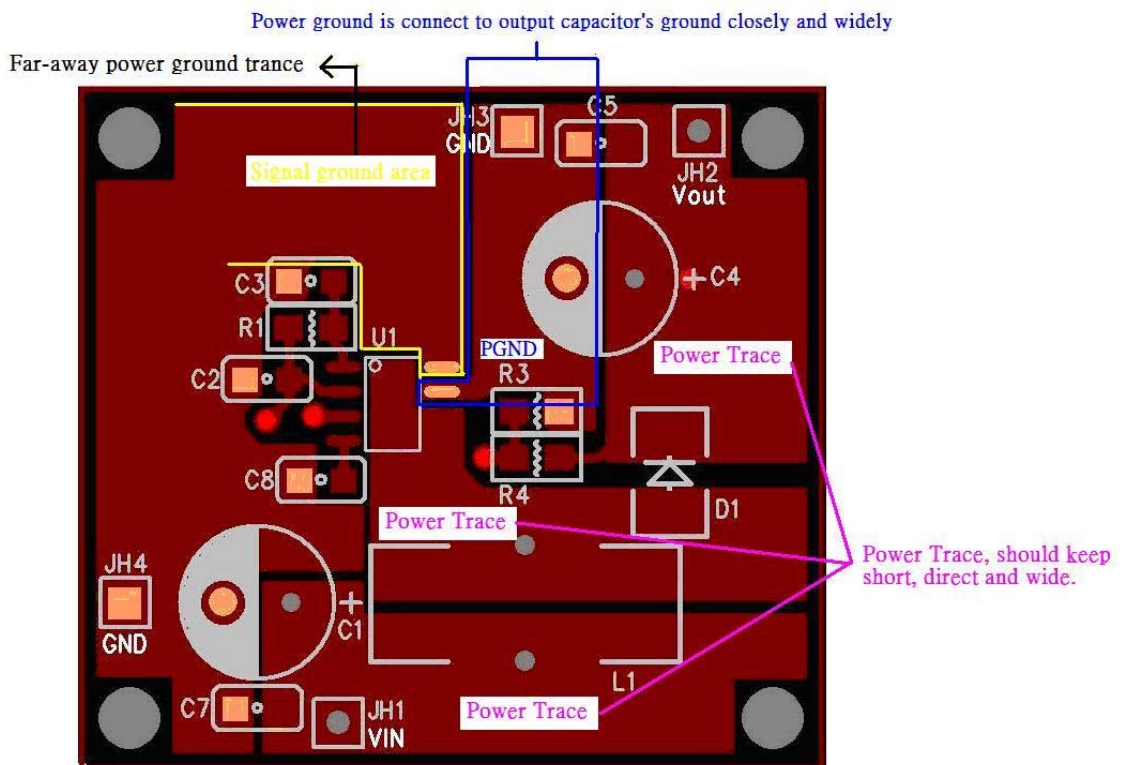 Power ground is connect to output capacitor's ground closely and widely
Far-away power ground trance
JH3
GND
C5
JH2
Vout
Signal ground area
C3
C4
R1
U1
PGND
Power Trace
C2
R3
C8
R4
D1
Power Trace
Power Trace, should keep
short, direct and wide.
JH4
GND
C1
L1
C7
JH1
VIN
Power Trace